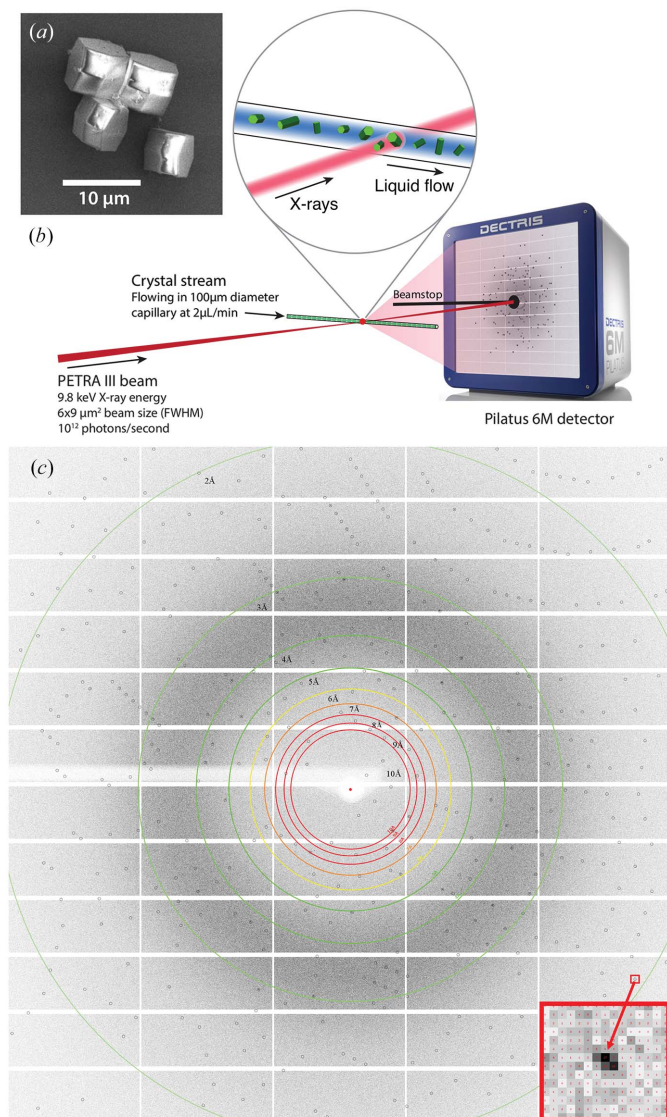 (a)
10 µm
X-rays
Liquid flow
(b)
Crystal stream
Flowing in 100µm diameter
capillary at 2µL/min
Beamstop
DECTRIS
DECTRIS
6M
PETRA III beam
9.8 keV X-ray energy
6x9 µm² beam size (FWHM)
10¹² photons/second
Pilatus 6M detector
(c)
2Å
3Å
4Å
5Å
6Å
7Å
8Å
9Å
10Å